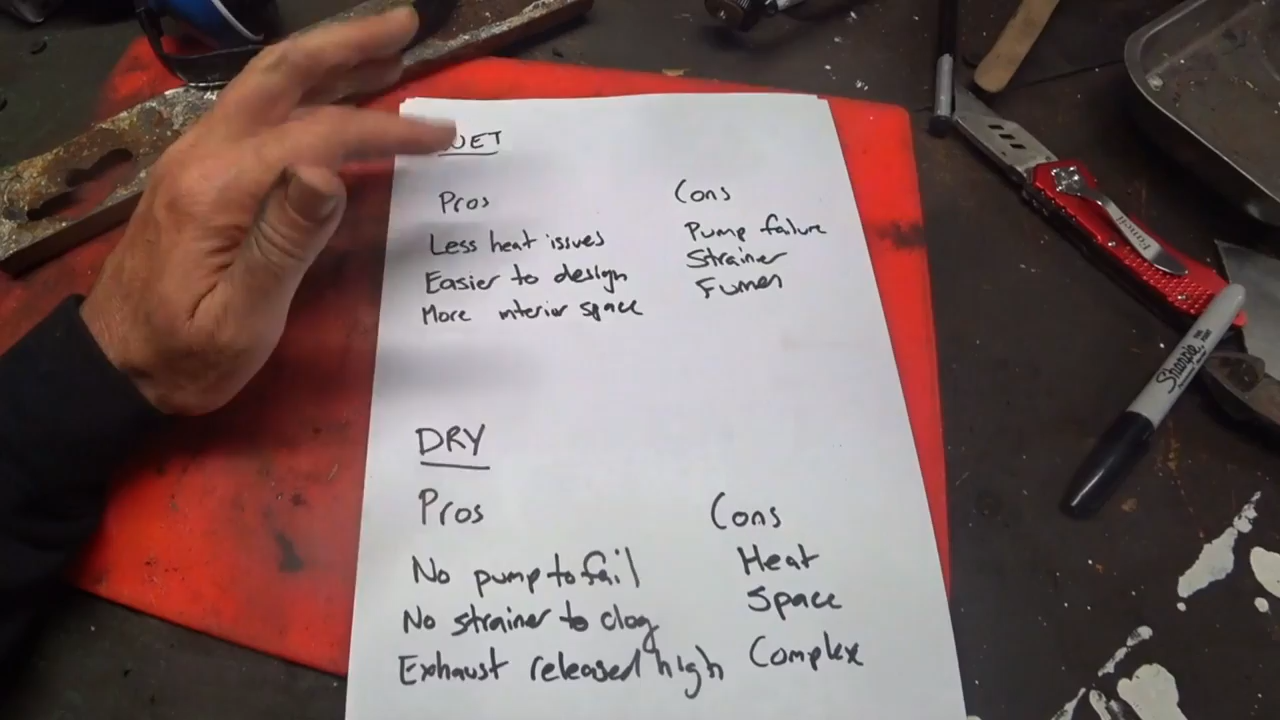 WET
Pros
Cons
Less heat issues
Easier to design
More interior space
Pump failure
Strainer
Fumes
DRY
Pros
Cons
No pump to fail
No strainer to clog
Exhaust released high
Heat
Space
Complex
Sharpie